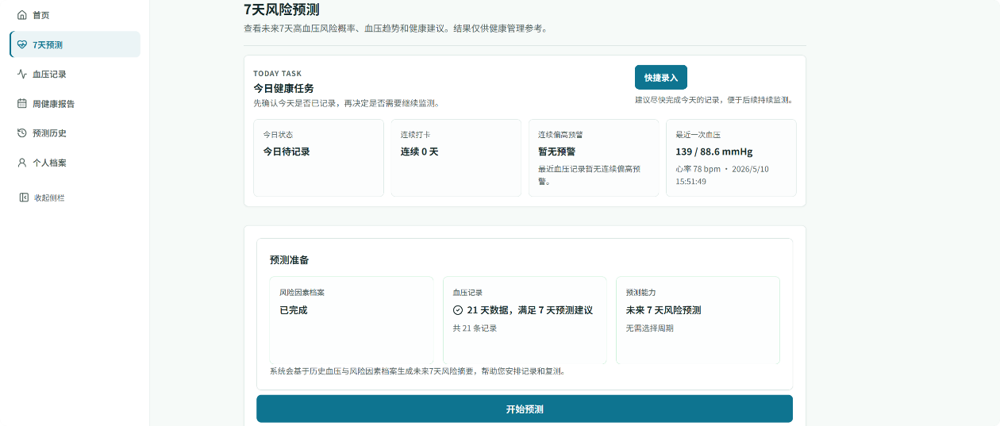 首页
7天预测
血压记录
周健康报告
预测历史
个人档案
收起侧栏
7天风险预测
查看未来7天高血压风险概率、血压趋势和健康建议。结果仅供健康管理参考。
TODAY TASK
今日健康任务
先确认今天是否已记录，再决定是否需要继续监测。
快捷录入
建议尽快完成今天的记录，便于后续持续监测。
今日状态
今日待记录
连续打卡
连续 0 天
连续偏高预警
暂无预警
最近血压记录暂无连续偏高预
警。
最近一次血压
139 / 88.6 mmHg
心率 78 bpm · 2026/5/10
15:51:49
预测准备
风险因素档案
已完成
血压记录
21 天数据，满足 7 天预测建议
共 21 条记录
预测能力
未来 7 天风险预测
无需选择周期
系统会基于历史血压与风险因素档案生成未来7天风险摘要，帮助您安排记录和复测。
开始预测